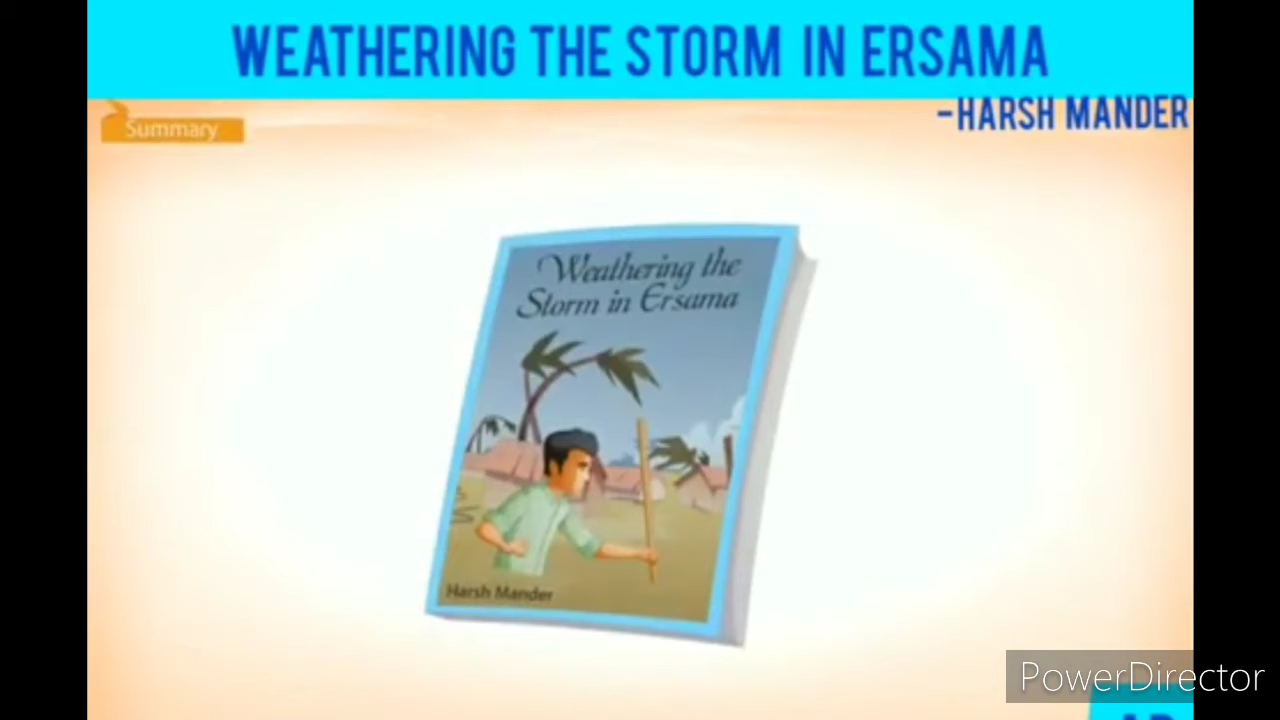 WEATHERING THE STORM IN ERSAMA
-HARSH MANDER
Summary
Weathering the
Storm in Ersama
Harsh Mander
PowerDirector